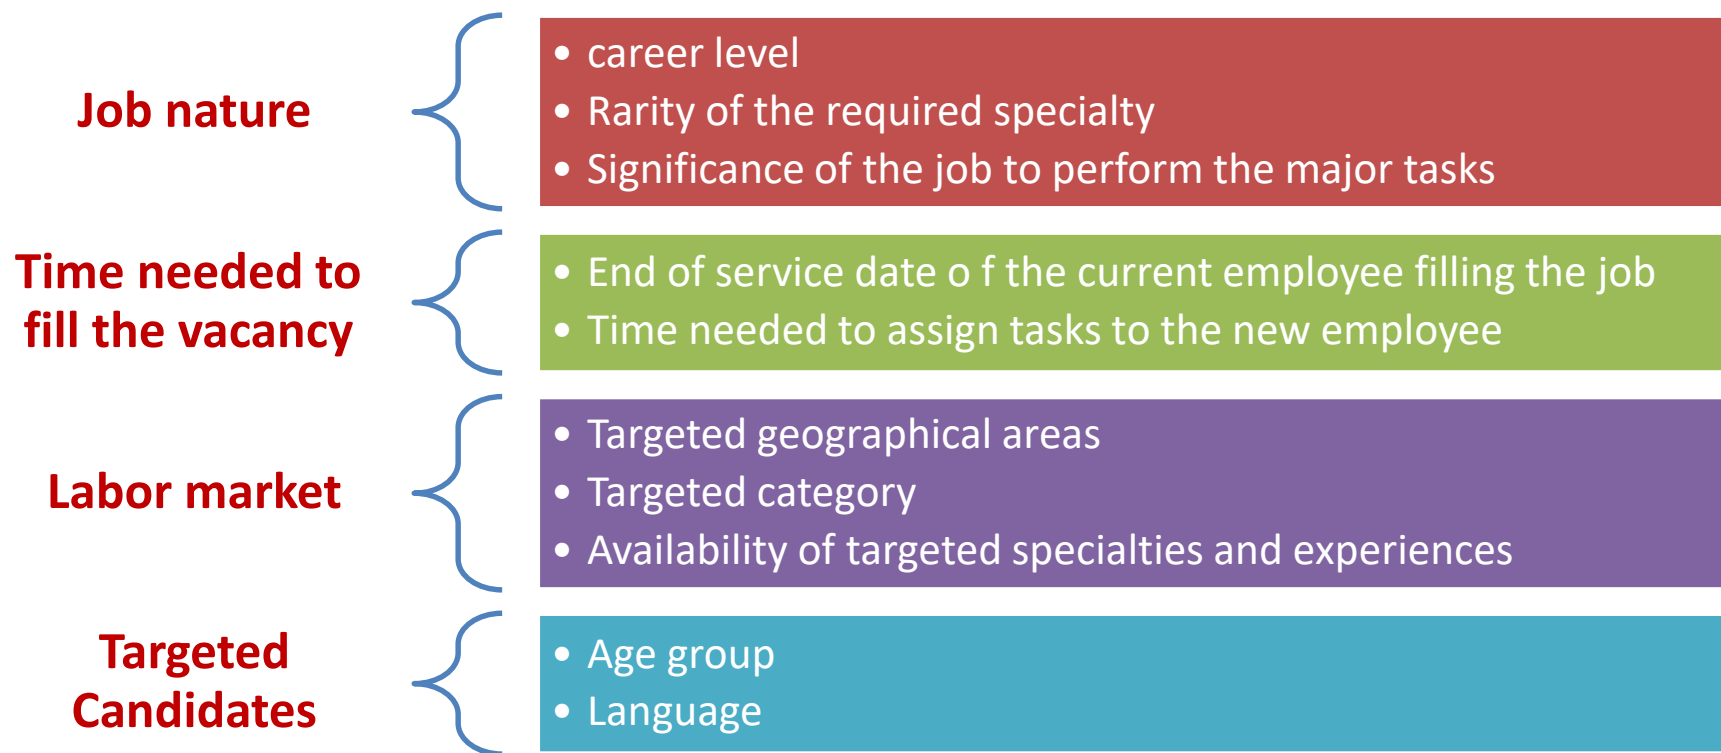 Job nature
• career level
• Rarity of the required specialty
• Significance of the job to perform the major tasks
Time needed to
fill the vacancy
• End of service date o f the current employee filling the job
• Time needed to assign tasks to the new employee
Labor market
• Targeted geographical areas
• Targeted category
• Availability of targeted specialties and experiences
Targeted
Candidates
• Age group
• Language